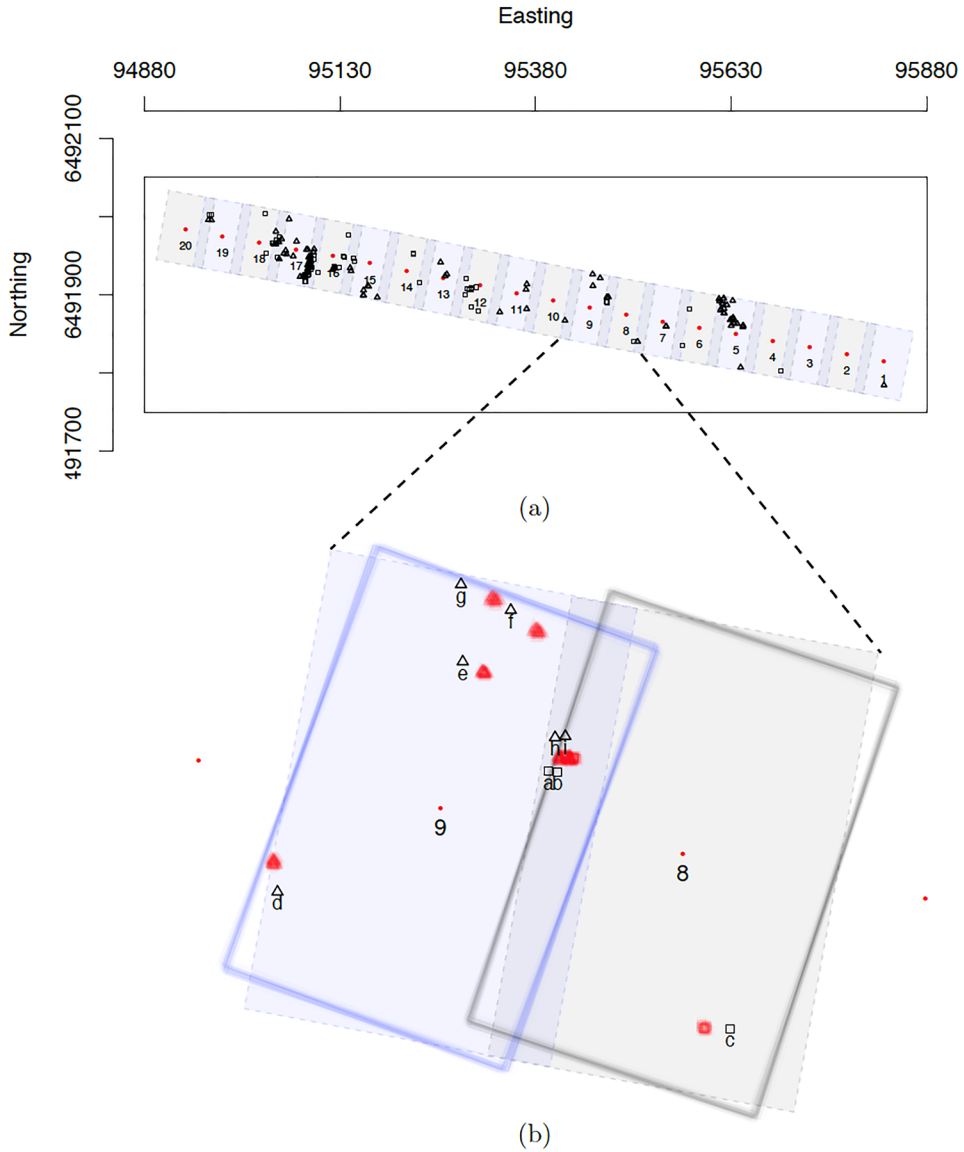 Easting
94880 95130 95380 95630 95880
Northing
6492100
6491900
491700
20 19 18 17 16 15 14 13 12 11 10 9 8 7 6 5 4 3 2 1
(a)
g
f
e
h i
a b
9
8
d
c
(b)